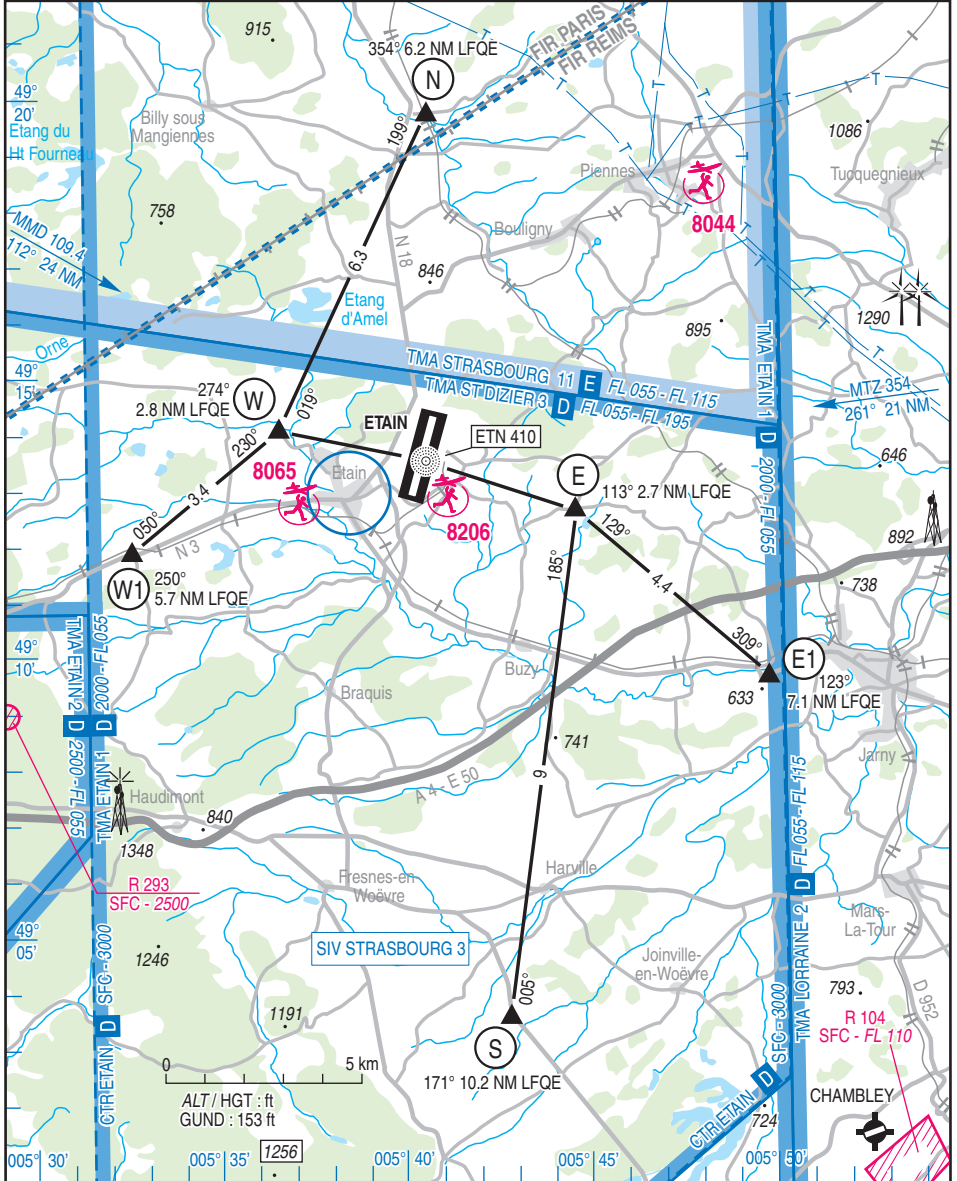 915
354° 6.2 NM LFQE
N
FIR PARIS
FIR REIMS
49°
20'
Billy sous
Mangiennes
Etang du
Ht Fourneau
199°
1086
Piennes
Tucquegnieux
8044
758
Bouligny
MMD 109.4
112° 24 NM
N 18
6.3
846
Etang
d'Amel
1290
895
Orne
TMA STRASBOURG 11 E FL 055 - FL 115
TMA ST DIZIER 3 D FL 055 - FL 195
TMA ETAIN 1 D 2000 - FL 055
MTZ 354
261° 21 NM
49°
15'
274°
2.8 NM LFQE
W
019°
ETAIN
ETN 410
230°
8065
Etain
646
E
113° 2.7 NM LFQE
3.4
050°
8206
129°
N 3
892
W1
250°
5.7 NM LFQE
185°
4.4
738
309°
E1
123°
7.1 NM LFQE
49°
10'
TMA ETAIN 2 D 2500 - FL 055
TMA ETAIN 1 D 2000 - FL 055
Buzy
Braquis
633
741
Jarny
9
A 4 - E 50
Haudimont
840
1348
TMA LORRAINE 2 D FL 055 - FL 115
R 293
SFC - 2500
Fresnes-en
Woëvre
Harville
Mars-
La-Tour
49°
05'
1246
SIV STRASBOURG 3
Joinville-
en-Woëvre
793
D 952
CTR ETAIN D SFC - 3000
005°
1191
R 104
SFC - FL 110
S
171° 10.2 NM LFQE
0 5 km
CTR ETAIN D SFC - 3000
CHAMBLEY
ALT / HGT : ft
GUND : 153 ft
724
1256
005° 30'
005° 35'
005° 40'
005° 45'
005° 50'
T
T
T
T
T
T
T
T
T